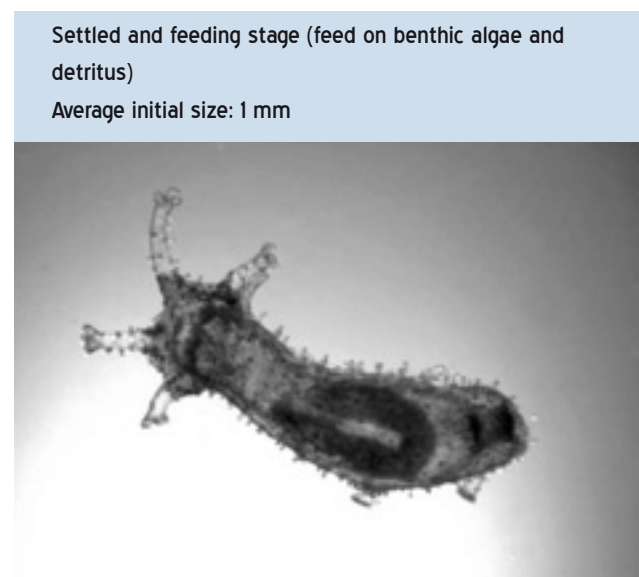 Settled and feeding stage (feed on benthic algae and
detritus)
Average initial size: 1 mm